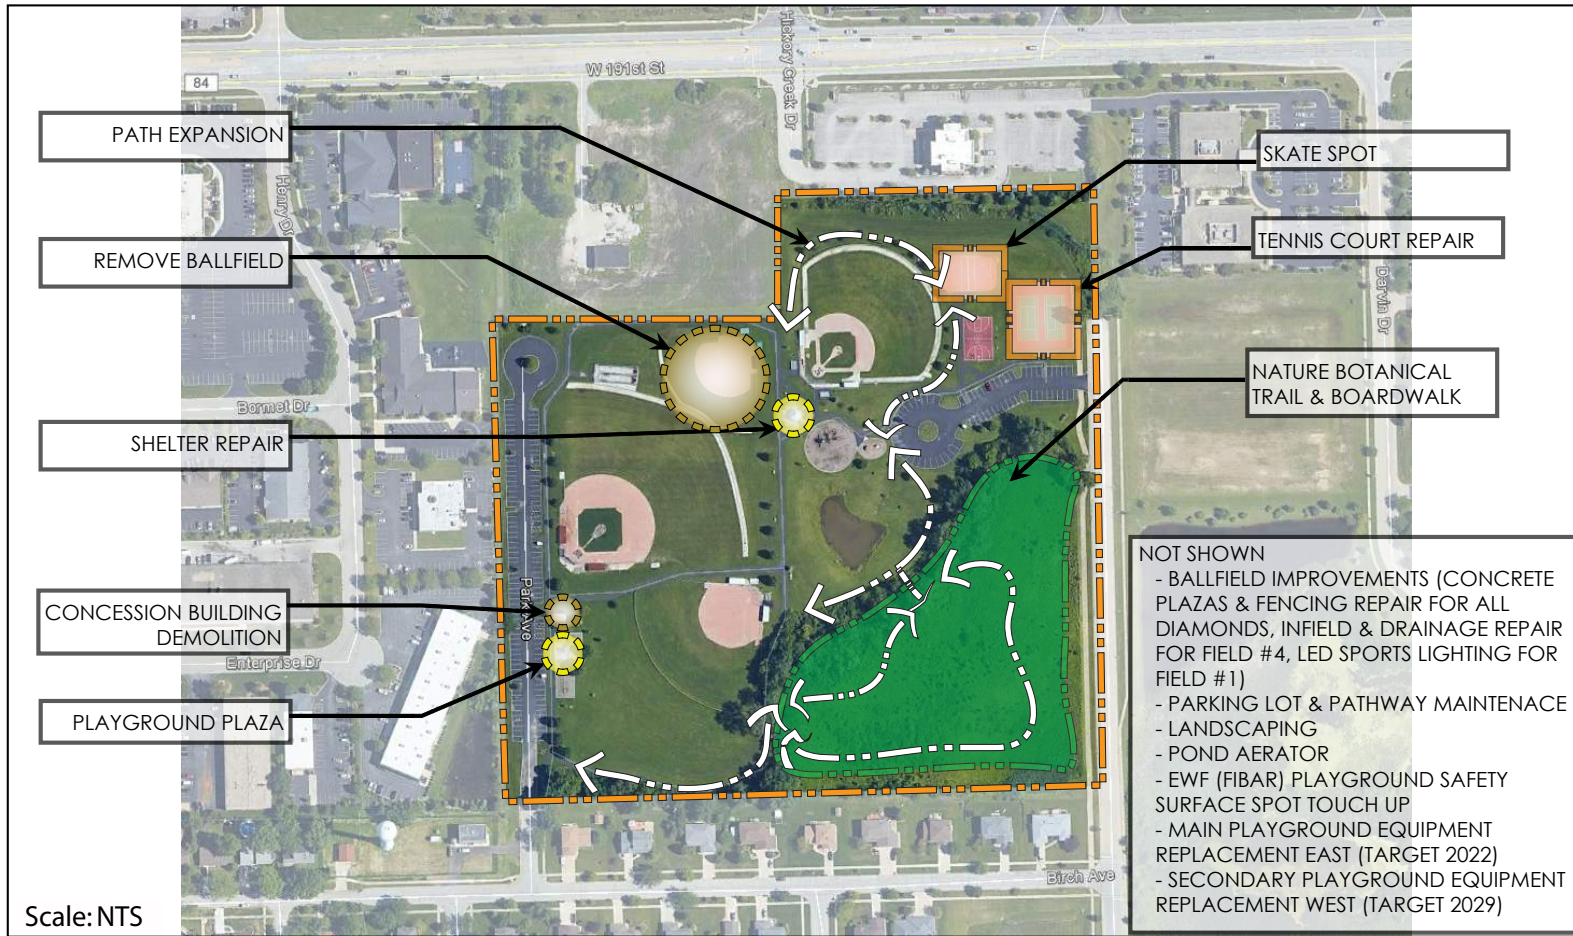 84
W 191st St
Hickory Creek Dr
PATH EXPANSION
SKATE SPOT
Henry Dr
REMOVE BALLFIELD
TENNIS COURT REPAIR
Darvin Dr
NATURE BOTANICAL
TRAIL & BOARDWALK
Bormet Dr
SHELTER REPAIR
CONCESSION BUILDING
DEMOLITION
Park Ave
Enterprise Dr
PLAYGROUND PLAZA
NOT SHOWN
- BALLFIELD IMPROVEMENTS (CONCRETE
PLAZAS & FENCING REPAIR FOR ALL
DIAMONDS, INFIELD & DRAINAGE REPAIR
FOR FIELD #4, LED SPORTS LIGHTING FOR
FIELD #1)
- PARKING LOT & PATHWAY MAINTENACE
- LANDSCAPING
- POND AERATOR
- EWF (FIBAR) PLAYGROUND SAFETY
SURFACE SPOT TOUCH UP
- MAIN PLAYGROUND EQUIPMENT
REPLACEMENT EAST (TARGET 2022)
- SECONDARY PLAYGROUND EQUIPMENT
REPLACEMENT WEST (TARGET 2029)
Birch Ave
Scale: NTS